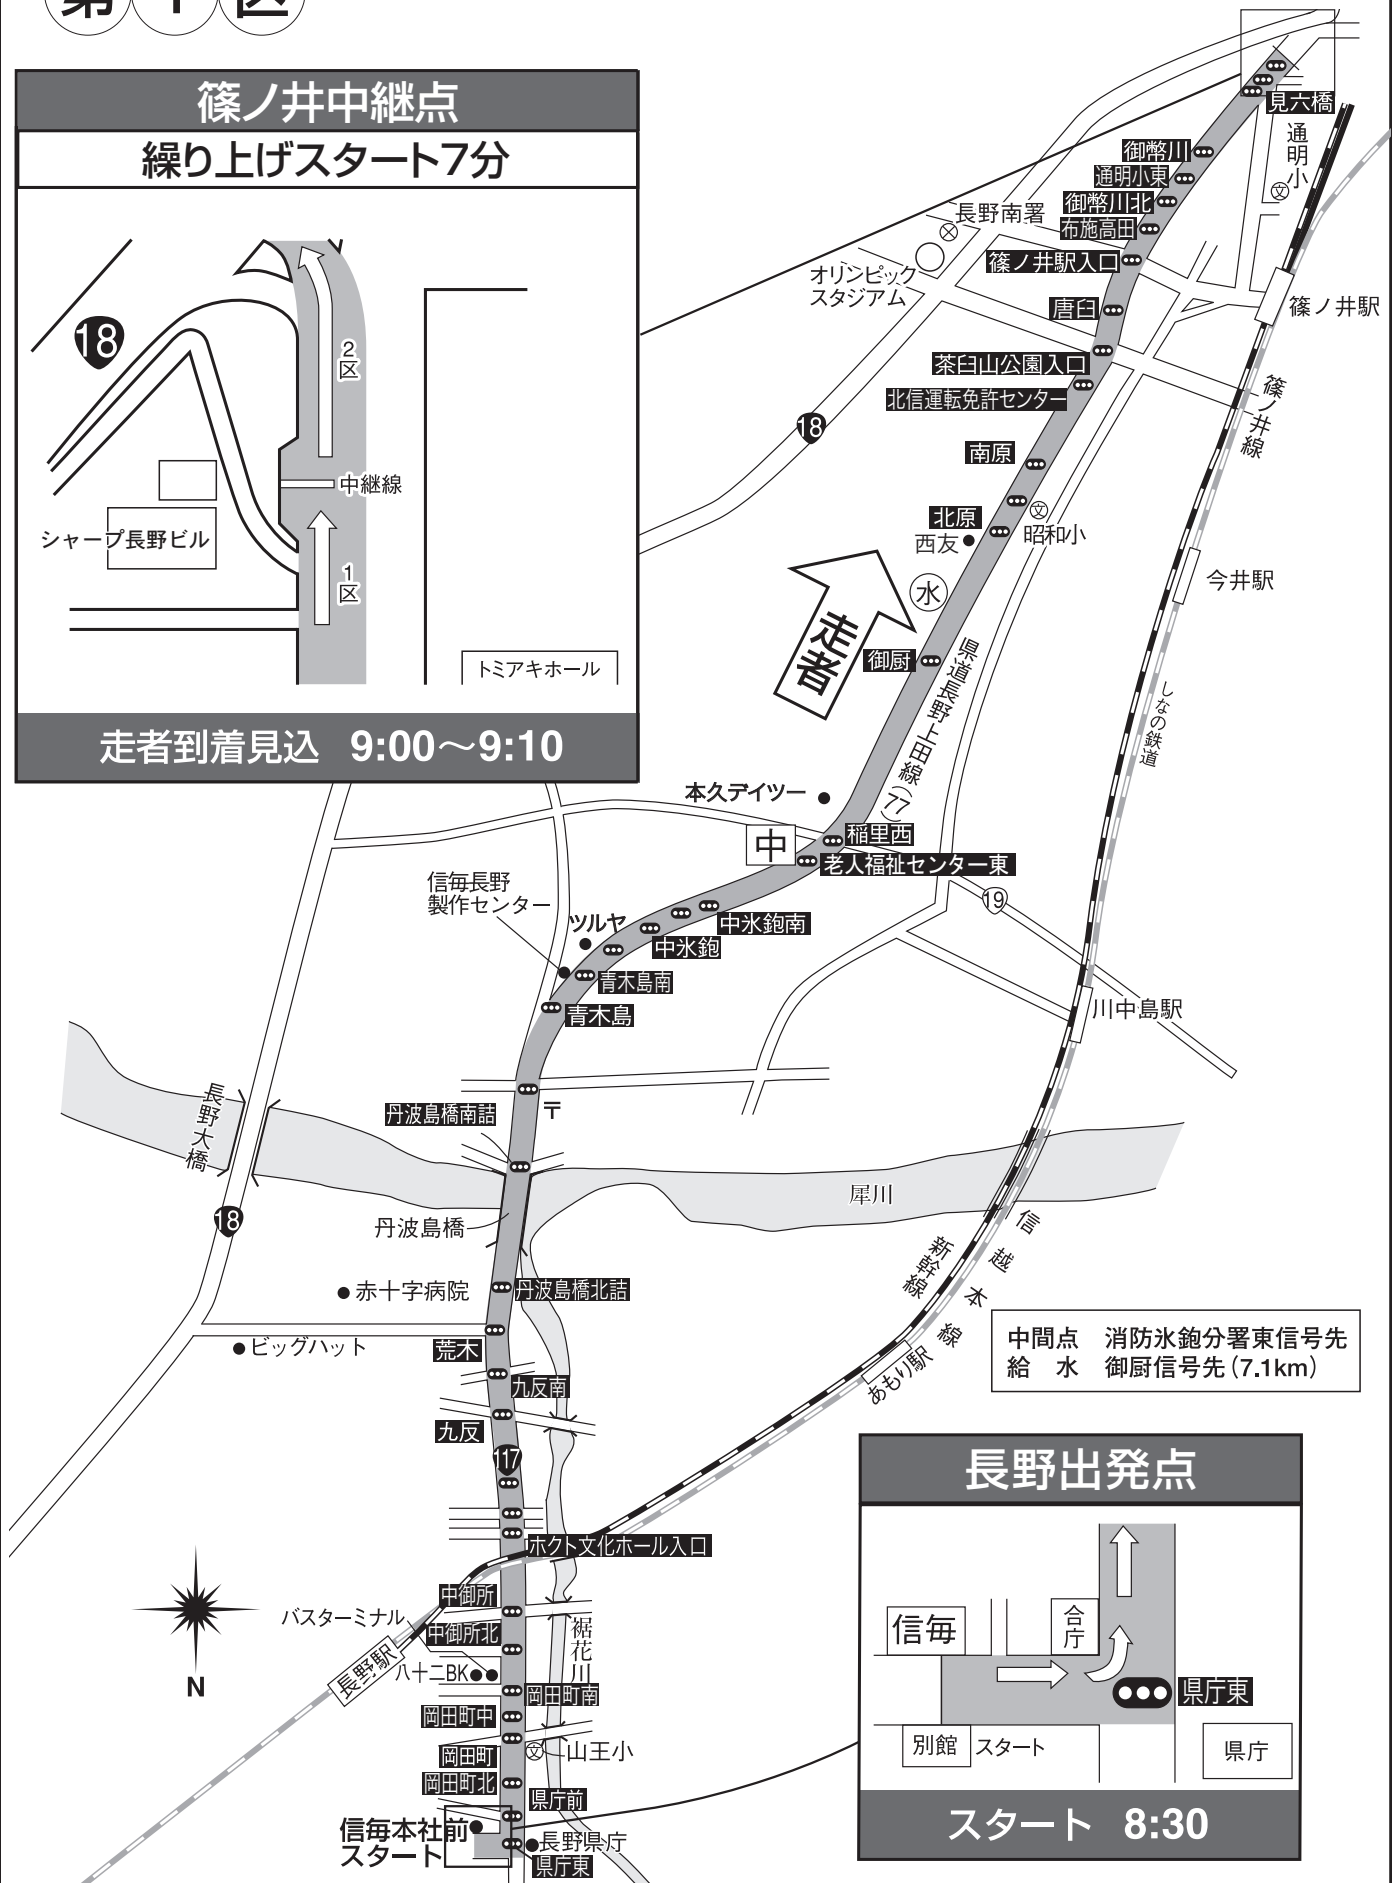 第1区
篠ノ井中継点
繰り上げスタート7分
18
2区
中継線
シャープ長野ビル
1区
トミアキホール
走者到着見込 9:00〜9:10
見六橋
通明小
文
御幣川
通明小東
御幣川北
布施高田
長野南署
篠ノ井駅入口
オリンピック
スタジアム
唐臼
篠ノ井駅
茶臼山公園入口
北信運転免許センター
篠ノ井線
18
南原
北原
文
昭和小
西友
今井駅
水
走者
御厨
県道長野上田線(77)
しなの鉄道
本久デイツー
稲里西
中
老人福祉センター東
19
信毎長野
製作センター
ツルヤ
中氷鉋南
中氷鉋
青木島南
青木島
川中島駅
長野大橋
丹波島橋南詰
〒
犀川
18
丹波島橋
信越本線
新幹線
赤十字病院
丹波島橋北詰
ビッグハット
荒木
中間点 消防氷鉋分署東信号先
給 水 御厨信号先(7.1km)
あもり駅
九反南
九反
117
ホクト文化ホール入口
中御所
バスターミナル
中御所北
裾花川
長野駅
八十二BK
N
岡田町南
岡田町中
岡田町
文
山王小
岡田町北
県庁前
信毎本社前
スタート
長野県庁
県庁東
長野出発点
信毎
合庁
県庁東
別館
スタート
県庁
スタート 8:30